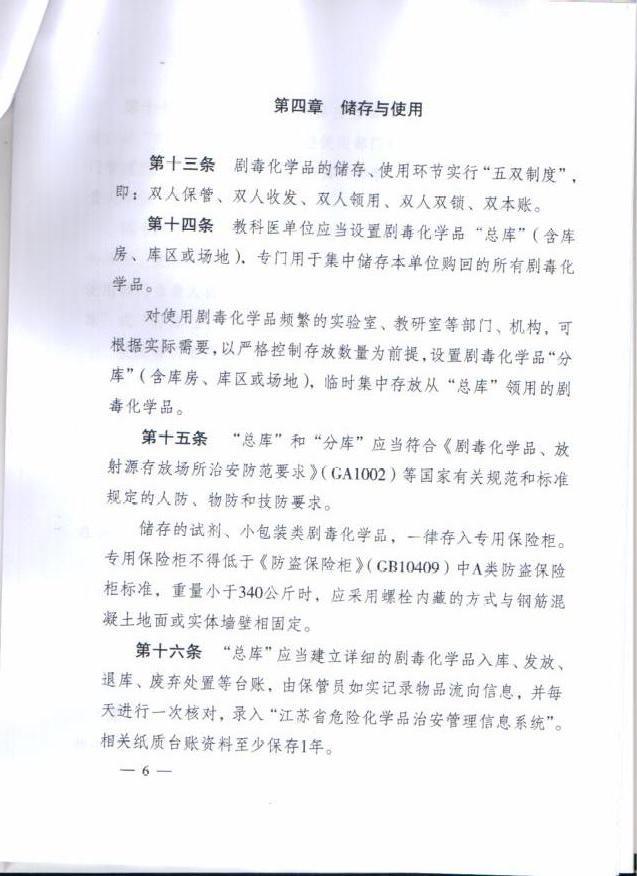 第四章　储存与使用
第十三条　剧毒化学品的储存、使用环节实行“五双制度”，
即：双人保管、双人收发、双人领用、双人双锁、双本账。
第十四条　教科医单位应当设置剧毒化学品“总库”（含库
房、库区或场地），专门用于集中储存本单位购回的所有剧毒化
学品。
对使用剧毒化学品频繁的实验室、教研室等部门、机构，可
根据实际需要，以严格控制存放数量为前提，设置剧毒化学品“分
库”（含库房、库区或场地），临时集中存放从“总库”领用的剧
毒化学品。
第十五条　“总库”和“分库”应当符合《剧毒化学品、放
射源存放场所治安防范要求》（GA1002）等国家有关规范和标准
规定的人防、物防和技防要求。
储存的试剂、小包装类剧毒化学品，一律存入专用保险柜。
专用保险柜不得低于《防盗保险柜》（GB10409）中A类防盗保险
柜标准，重量小于340公斤时，应采用螺栓内藏的方式与钢筋混
凝土地面或实体墙壁相固定。
第十六条　“总库”应当建立详细的剧毒化学品入库、发放、
退库、废弃处置等台账，由保管员如实记录物品流向信息，并每
天进行一次核对，录入“江苏省危险化学品治安管理信息系统”。
相关纸质台账资料至少保存1年。
— 6 —